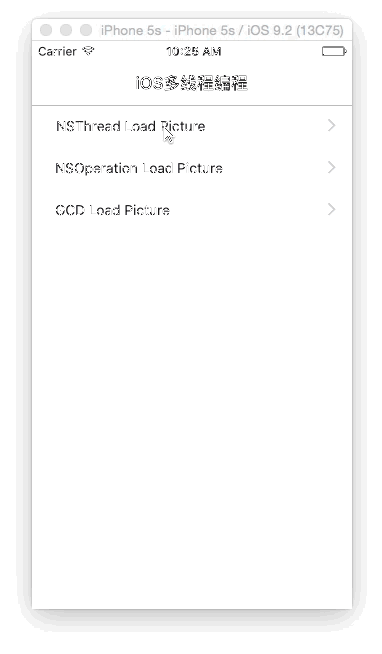 iPhone 5s - iPhone 5s / iOS 9.2 (13C75)
Carrier 10:25 AM
iOS多线程编程
NSThread Load Picture
NSOperation Load Picture
GCD Load Picture